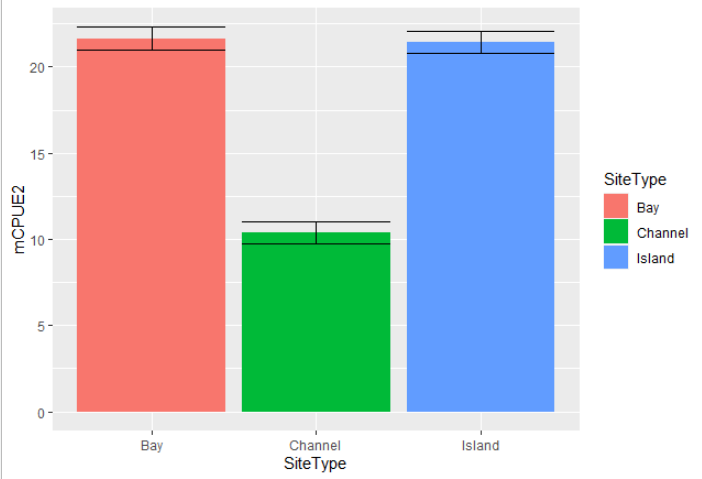 20
15
10
5
0
mCPUE2
Bay Channel Island
SiteType
SiteType
Bay
Channel
Island